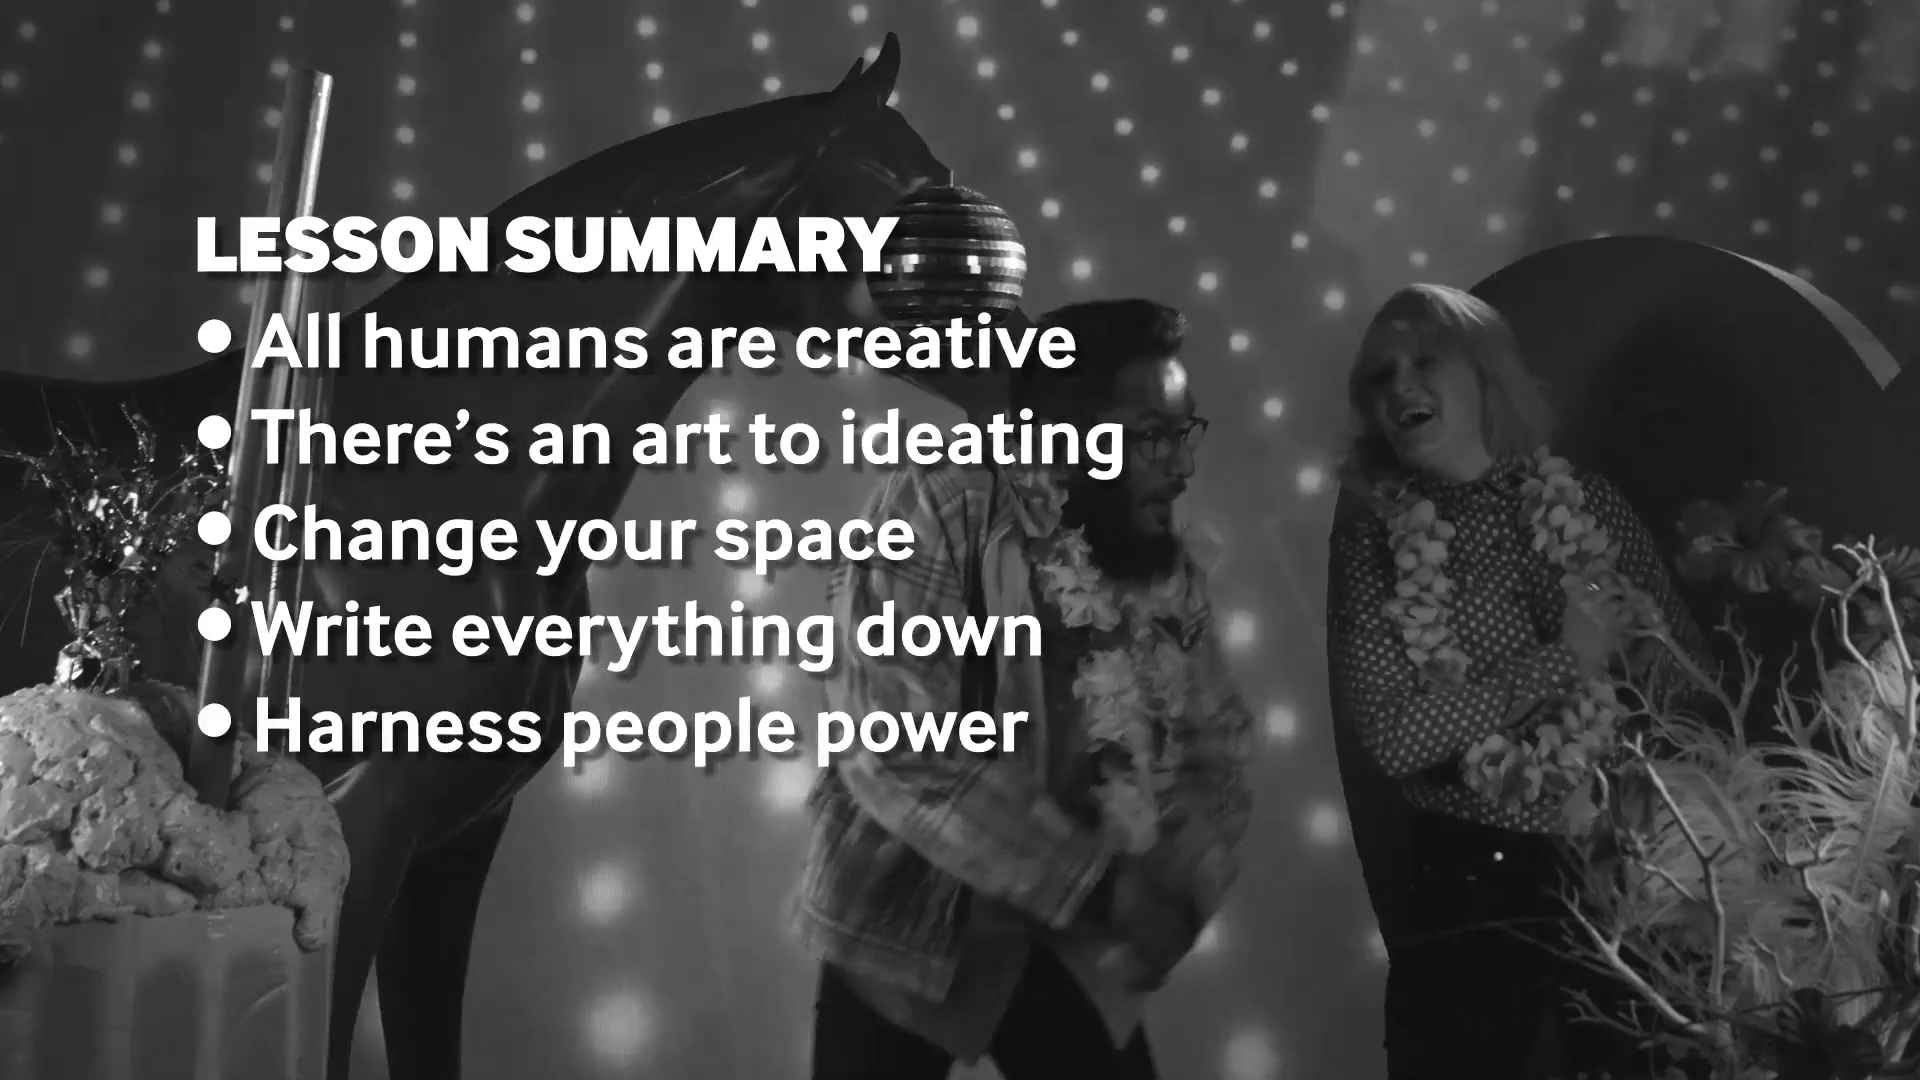 LESSON SUMMARY
• All humans are creative
• There’s an art to ideating
• Change your space
• Write everything down
• Harness people power